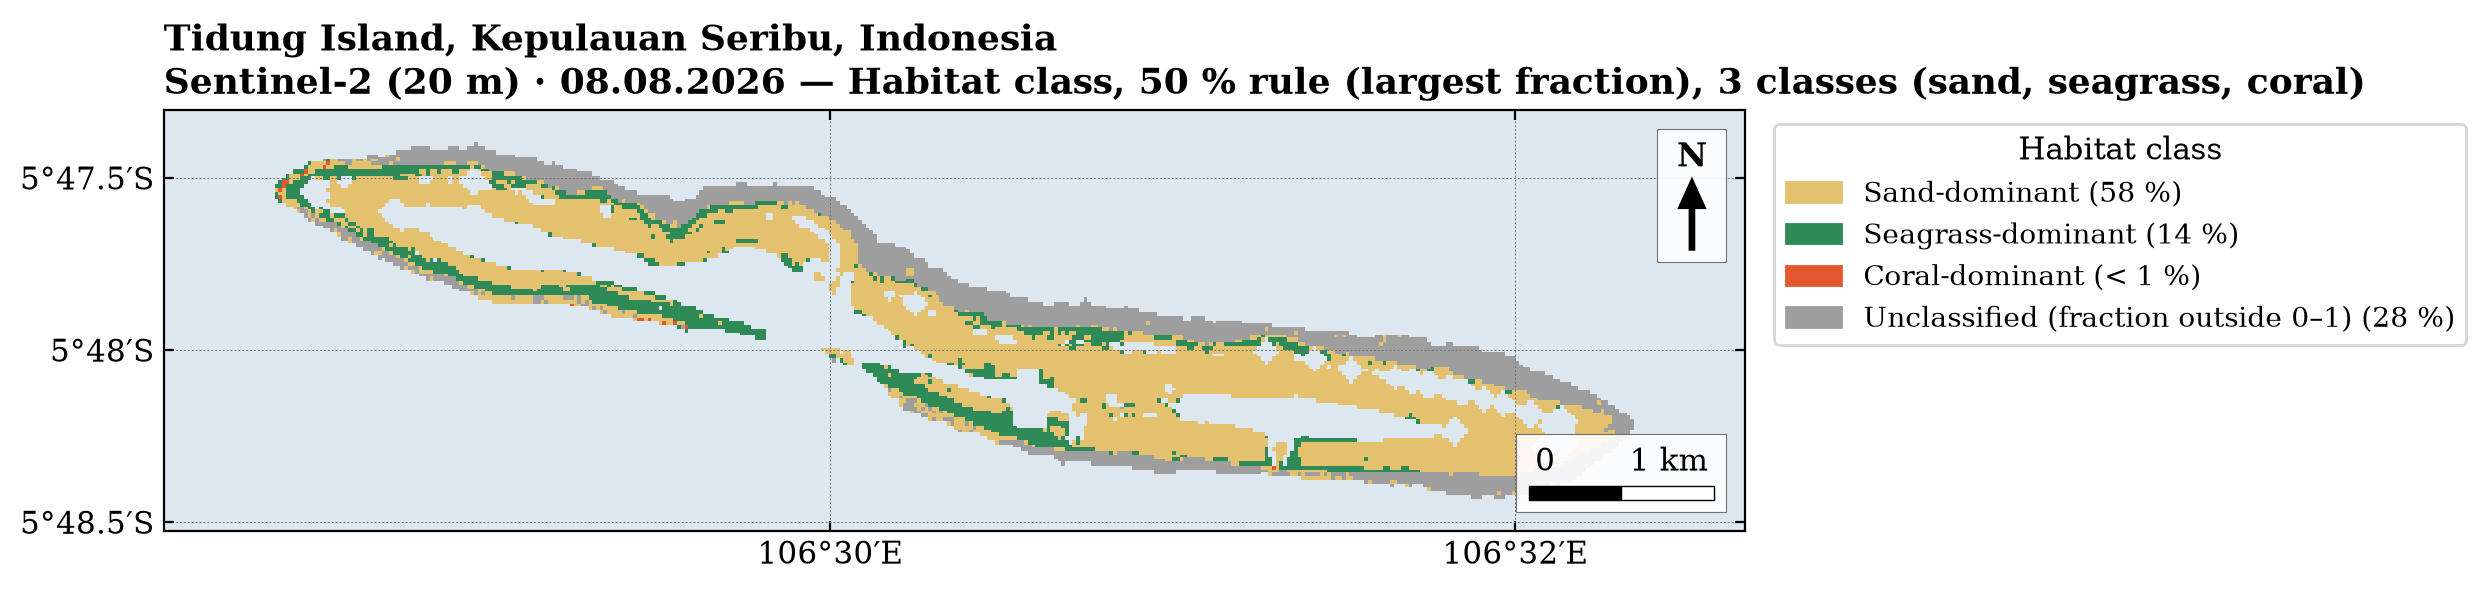 Tidung Island, Kepulauan Seribu, Indonesia
Sentinel-2 (20 m) · 08.08.2026 — Habitat class, 50 % rule (largest fraction), 3 classes (sand, seagrass, coral)
N
Habitat class
Sand-dominant (58 %)
Seagrass-dominant (14 %)
Coral-dominant (< 1 %)
Unclassified (fraction outside 0–1) (28 %)
5°47.5′S
5°48′S
5°48.5′S
0 1 km
106°30′E 106°32′E